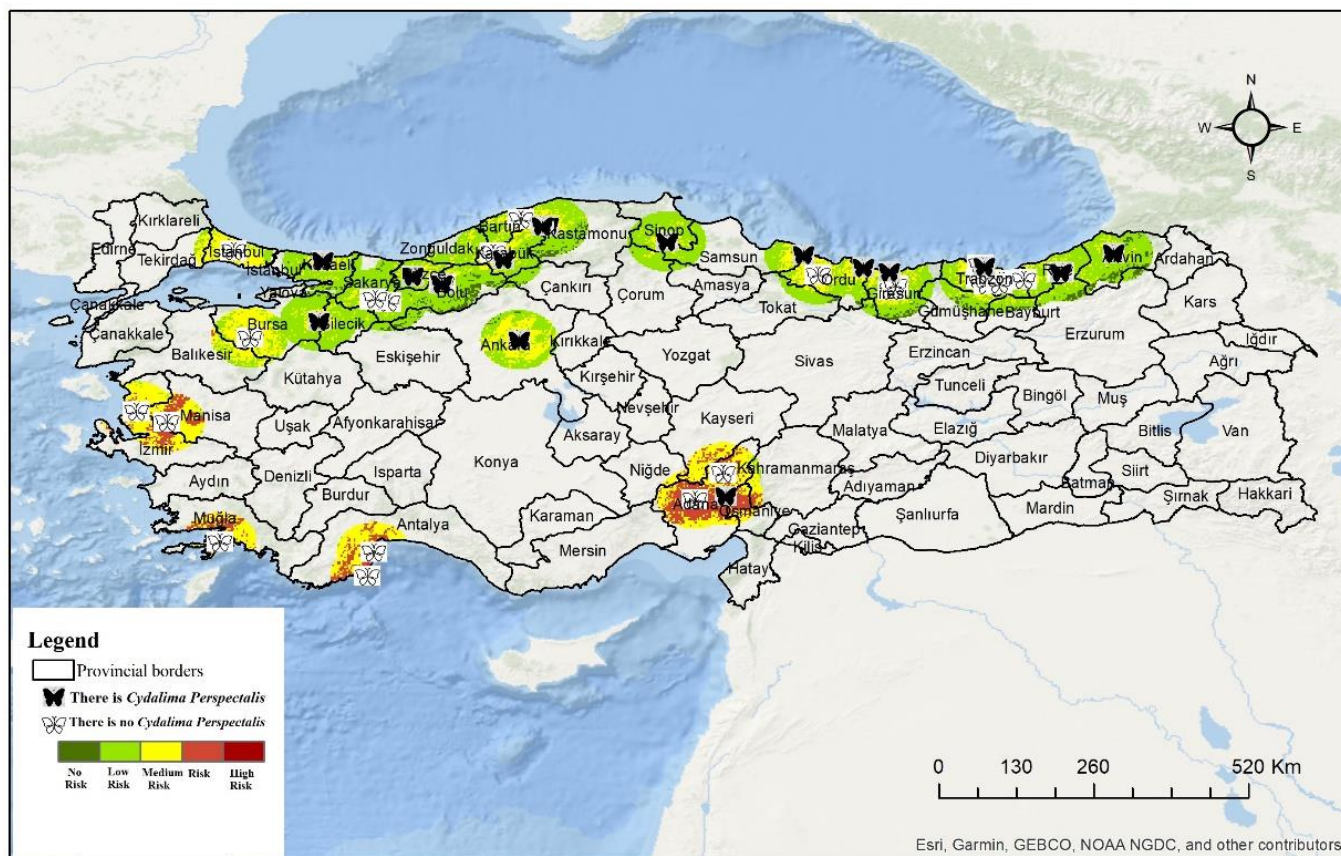 N
W E
S
Kırklareli
Edirne
Tekirdağ
İstanbul
İstanbul
Kocaeli
Yalova
Sakarya
Düzce
Bolu
Zonguldak
Bartın
Karabük
Kastamonu
Sinop
Samsun
Çankırı
Çorum
Amasya
Tokat
Ordu
Giresun
Trabzon
Gümüşhane
Bayburt
Artvin
Ardahan
Kars
Çanakkale
Çanakkale
Balıkesir
Bursa
Bilecik
Eskişehir
Kütahya
Ankara
Kırıkkale
Kırşehir
Yozgat
Sivas
Erzincan
Erzurum
Iğdır
Ağrı
Tunceli
Bingöl
Muş
Manisa
İzmir
Uşak
Afyonkarahisar
Konya
Aksaray
Nevşehir
Kayseri
Malatya
Elazığ
Bitlis
Van
Aydın
Denizli
Isparta
Burdur
Niğde
Kahramanmaraş
Adıyaman
Diyarbakır
Batman
Siirt
Şırnak
Hakkari
Muğla
Antalya
Karaman
Mersin
Adana
Osmaniye
Gaziantep
Kilis
Şanlıurfa
Mardin
Hatay
Legend
Provincial borders
There is Cydalima Perspectalis
There is no Cydalima Perspectalis
No Risk
Low Risk
Medium Risk
Risk
High Risk
0 130 260 520 Km
Esri, Garmin, GEBCO, NOAA NGDC, and other contributors